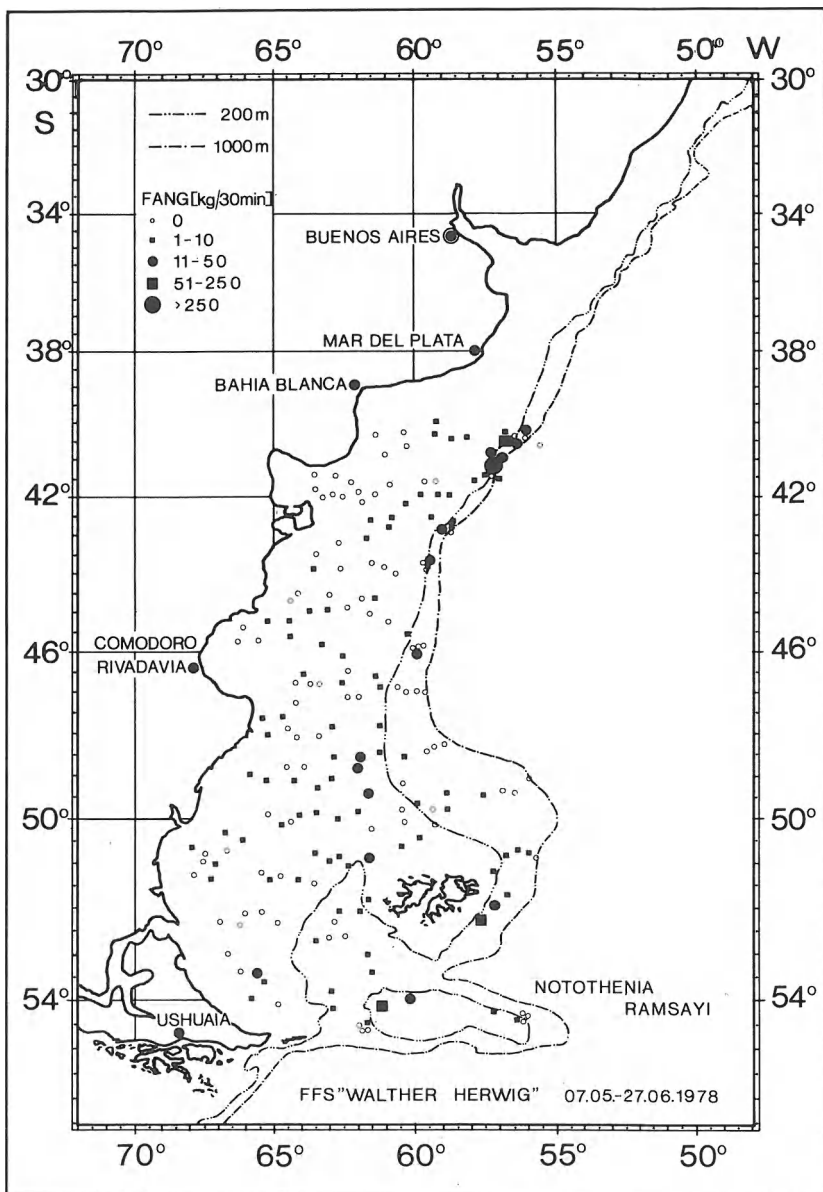 70° 65° 60° 55° 50° W
30° 30°
S
200m
1000m
FANG[kg/30min]
0
1-10
11-50
51-250
>250
34° 34°
BUENOS AIRES
MAR DEL PLATA
38° 38°
BAHIA BLANCA
42° 42°
COMODORO
RIVADAVIA
46° 46°
50° 50°
NOTOTHENIA
RAMSAYI
54° 54°
USHUAIA
FFS"WALTHER HERWIG" 07.05.-27.06.1978
70° 65° 60° 55° 50°